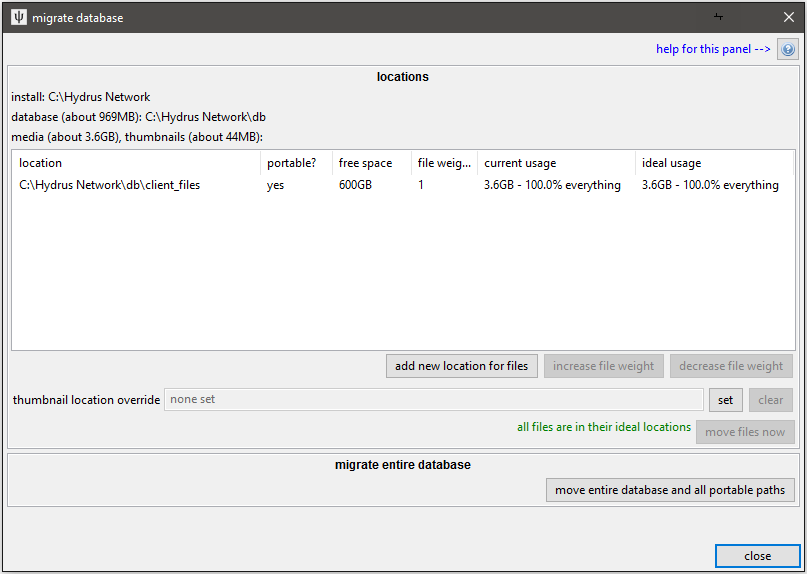 migrate database
help for this panel -->
locations
install: C:\Hydrus Network
database (about 969MB): C:\Hydrus Network\db
media (about 3.6GB), thumbnails (about 44MB):
location portable? free space file weig... current usage ideal usage
C:\Hydrus Network\db\client_files yes 600GB 1 3.6GB - 100.0% everything 3.6GB - 100.0% everything
add new location for files increase file weight decrease file weight
thumbnail location override none set set clear
all files are in their ideal locations move files now
migrate entire database
move entire database and all portable paths
close